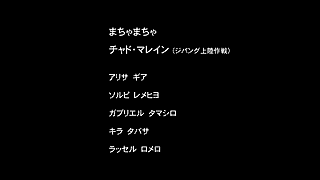 まちゃまちゃ
チャド・マレイン（ジパング上陸作戦）
アリサ ギア
ソルビ レメヒヨ
ガブリエル タマシロ
キラ タバサ
ラッセル ロメロ